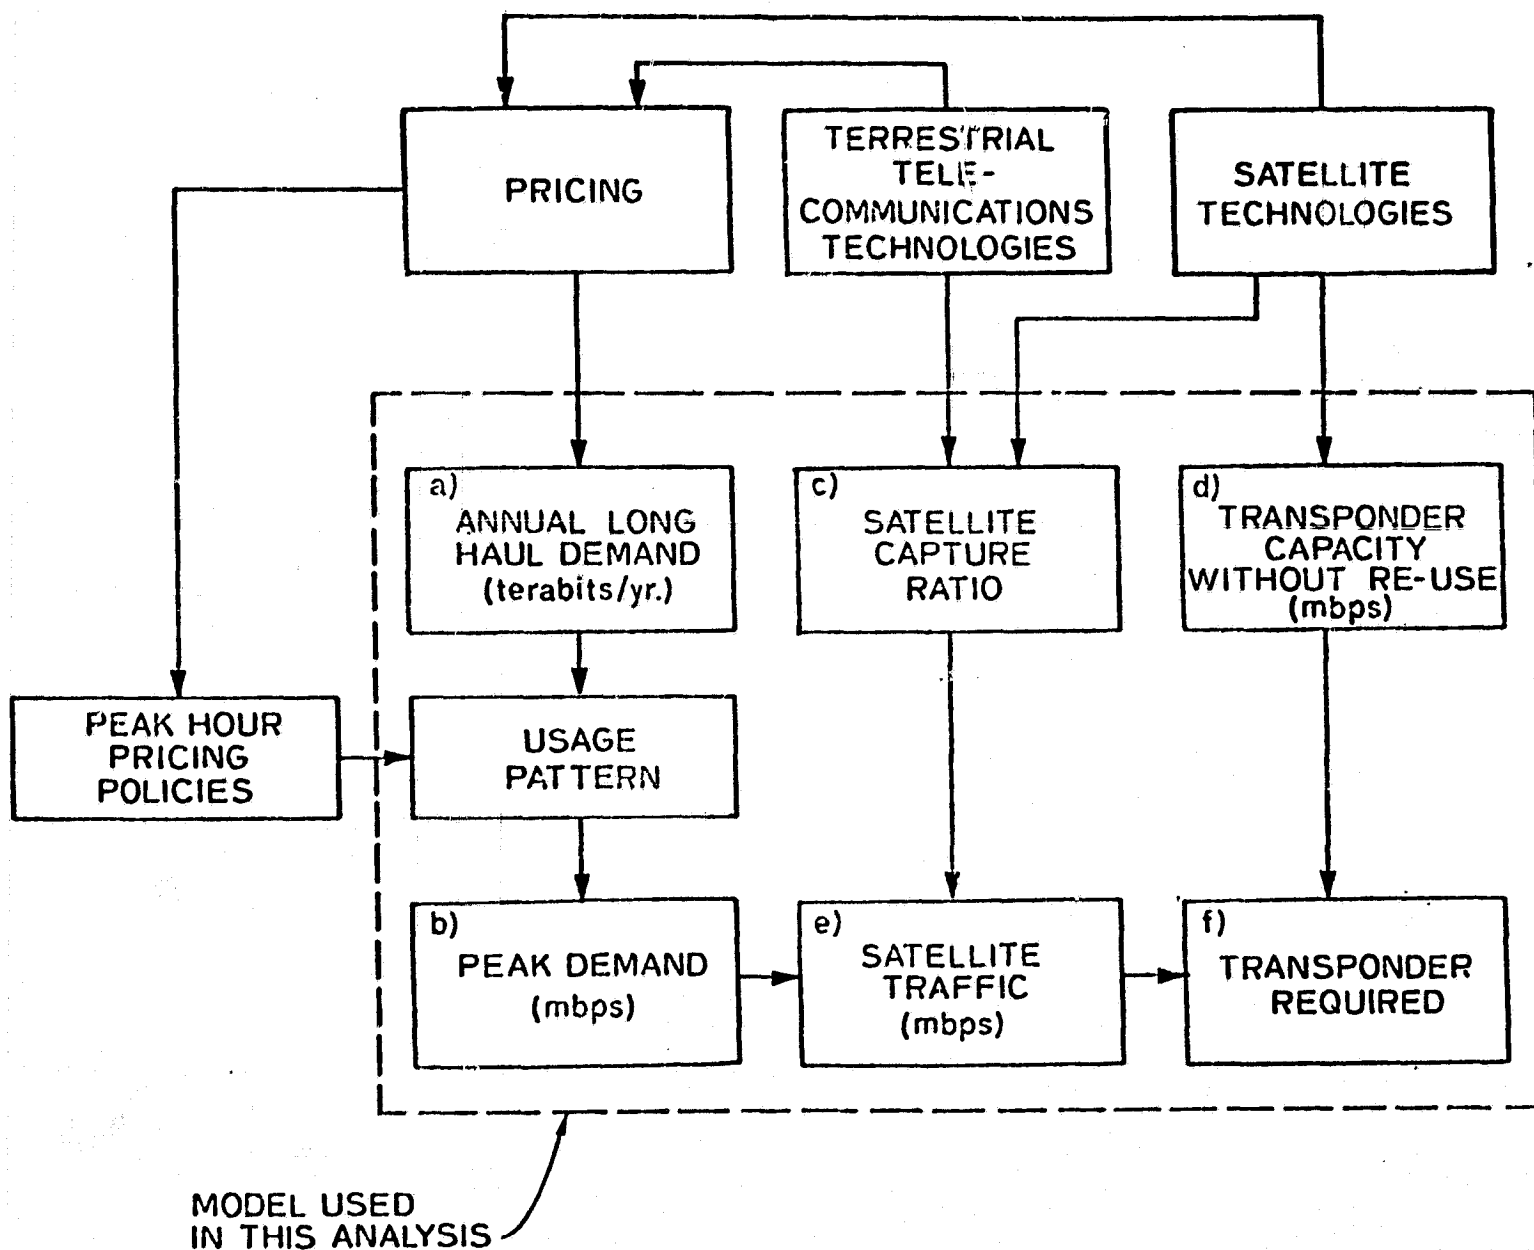 PRICING
TERRESTRIAL
TELE-
COMMUNICATIONS
TECHNOLOGIES
SATELLITE
TECHNOLOGIES
a)
ANNUAL LONG
HAUL DEMAND
(terabits/yr.)
c)
SATELLITE
CAPTURE
RATIO
d)
TRANSPONDER
CAPACITY
WITHOUT RE-USE
(mbps)
PEAK HOUR
PRICING
POLICIES
USAGE
PATTERN
b)
PEAK DEMAND
(mbps)
e)
SATELLITE
TRAFFIC
(mbps)
f)
TRANSPONDER
REQUIRED
MODEL USED
IN THIS ANALYSIS